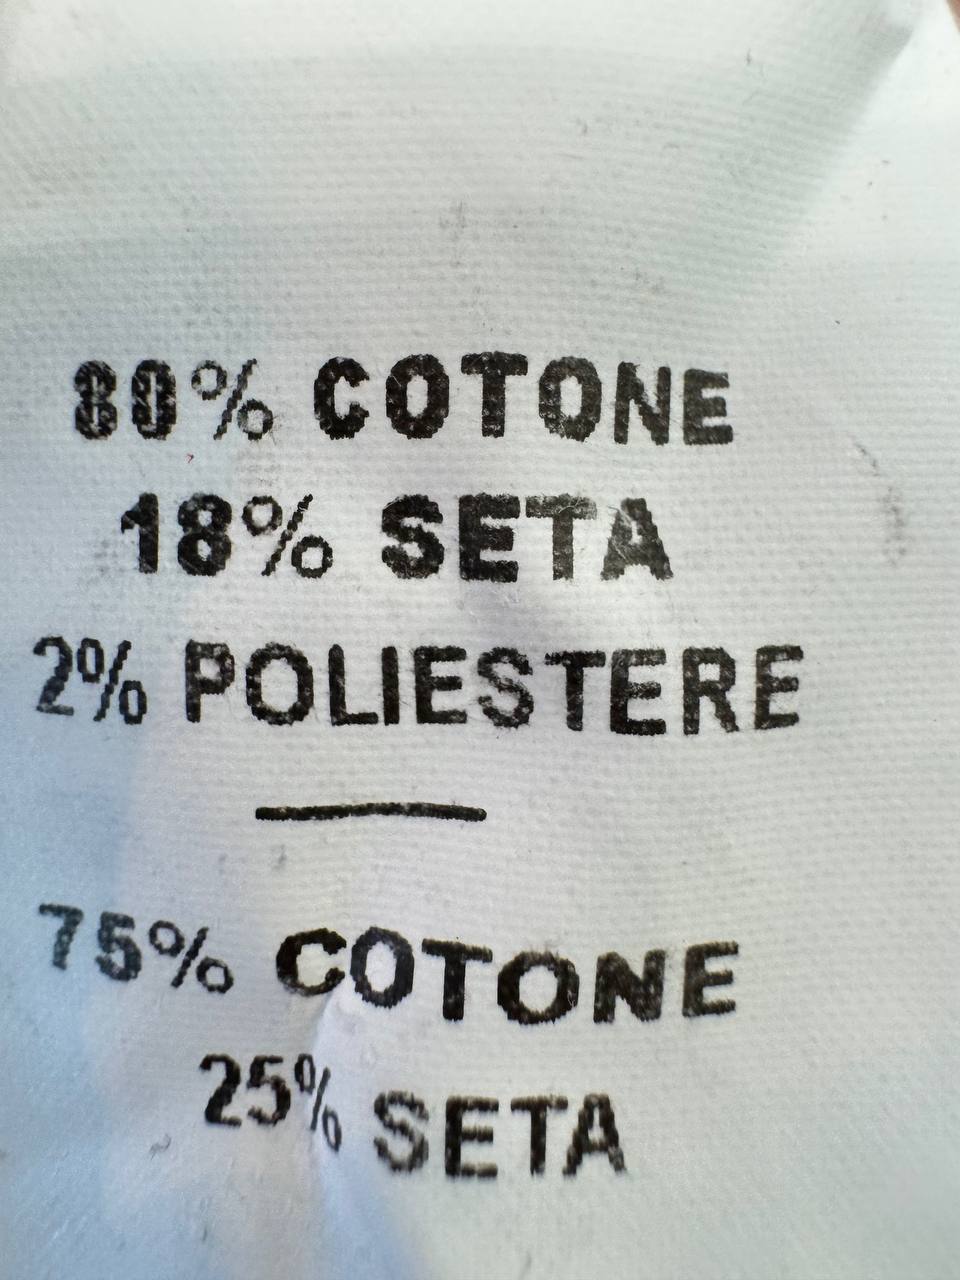 80% COTONE
18% SETA
2% POLIESTERE
75% COTONE
25% SETA